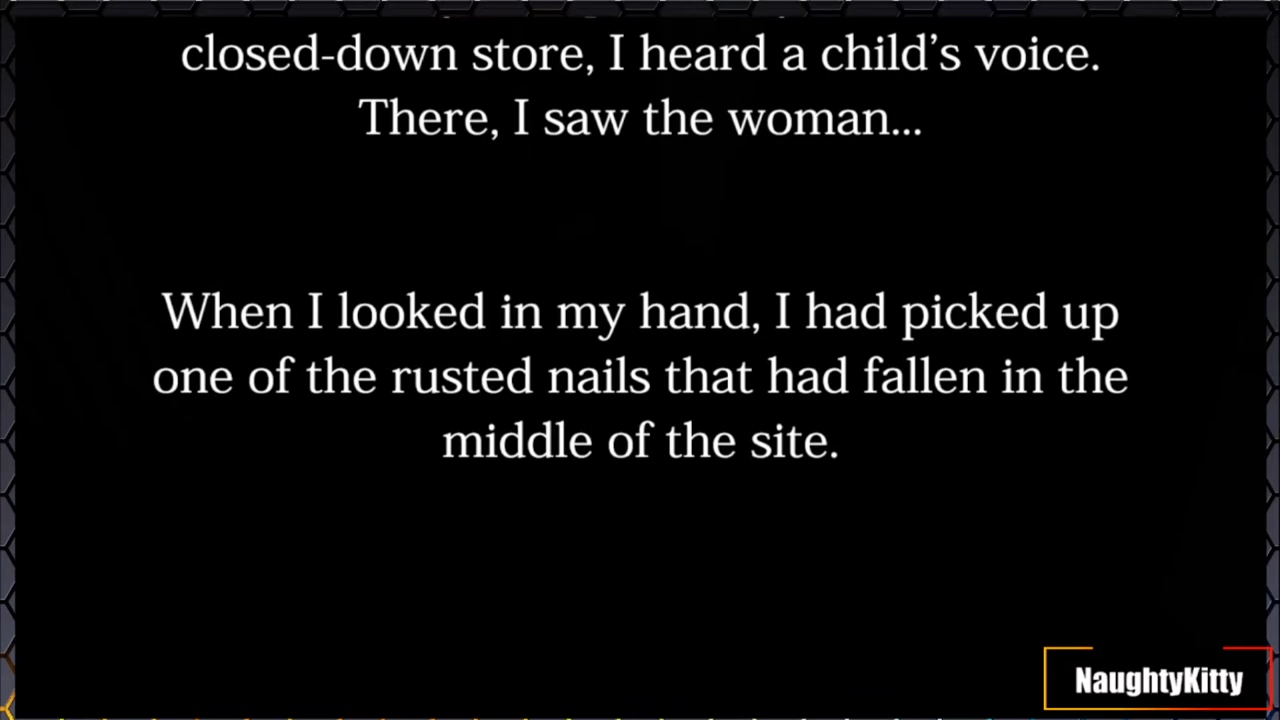 closed-down store, I heard a child’s voice.
There, I saw the woman...
When I looked in my hand, I had picked up
one of the rusted nails that had fallen in the
middle of the site.
NaughtyKitty